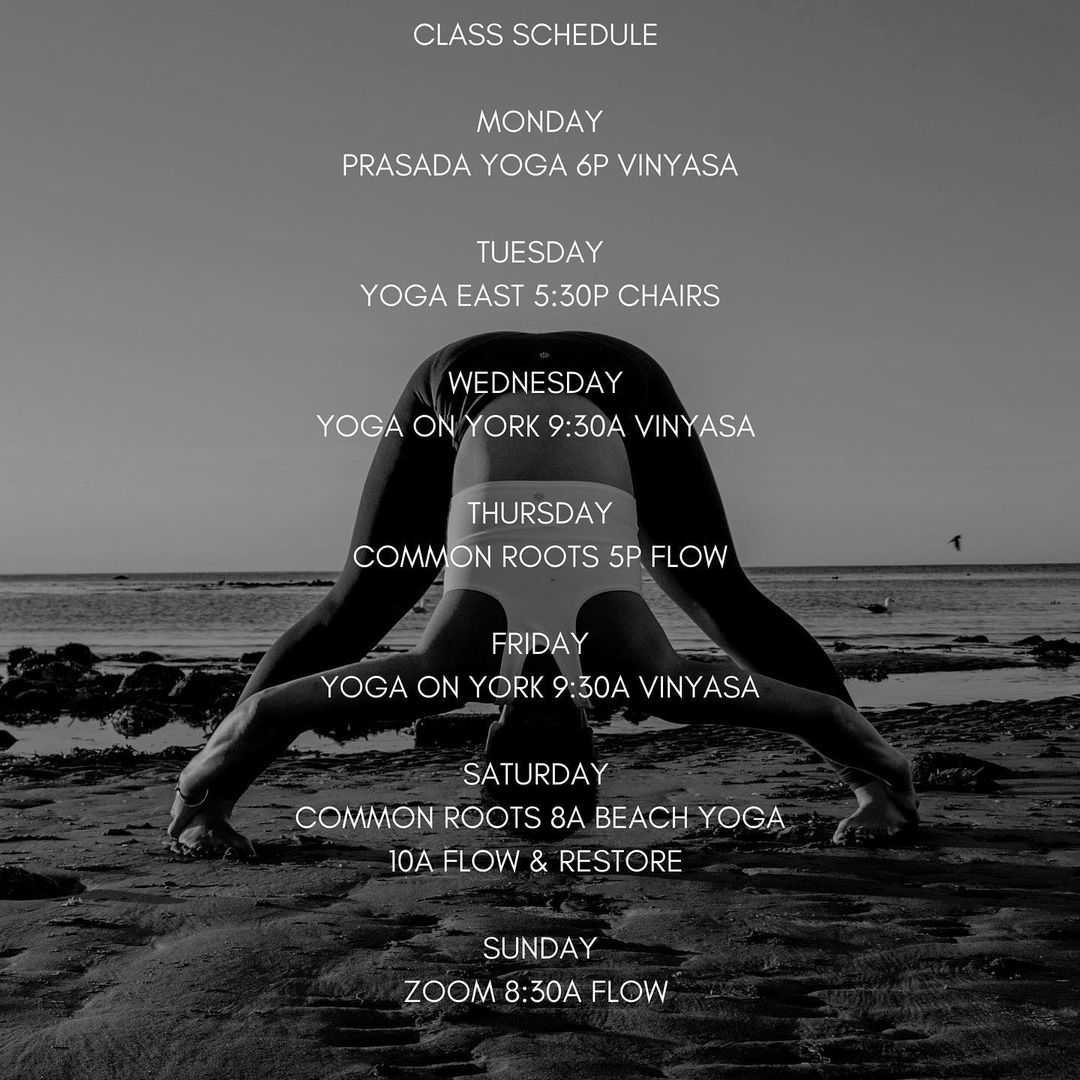 CLASS SCHEDULE
MONDAY
PRASADA YOGA 6P VINYASA
TUESDAY
YOGA EAST 5:30P CHAIRS
WEDNESDAY
YOGA ON YORK 9:30A VINYASA
THURSDAY
COMMON ROOTS 5P FLOW
FRIDAY
YOGA ON YORK 9:30A VINYASA
SATURDAY
COMMON ROOTS 8A BEACH YOGA
10A FLOW & RESTORE
SUNDAY
ZOOM 8:30A FLOW